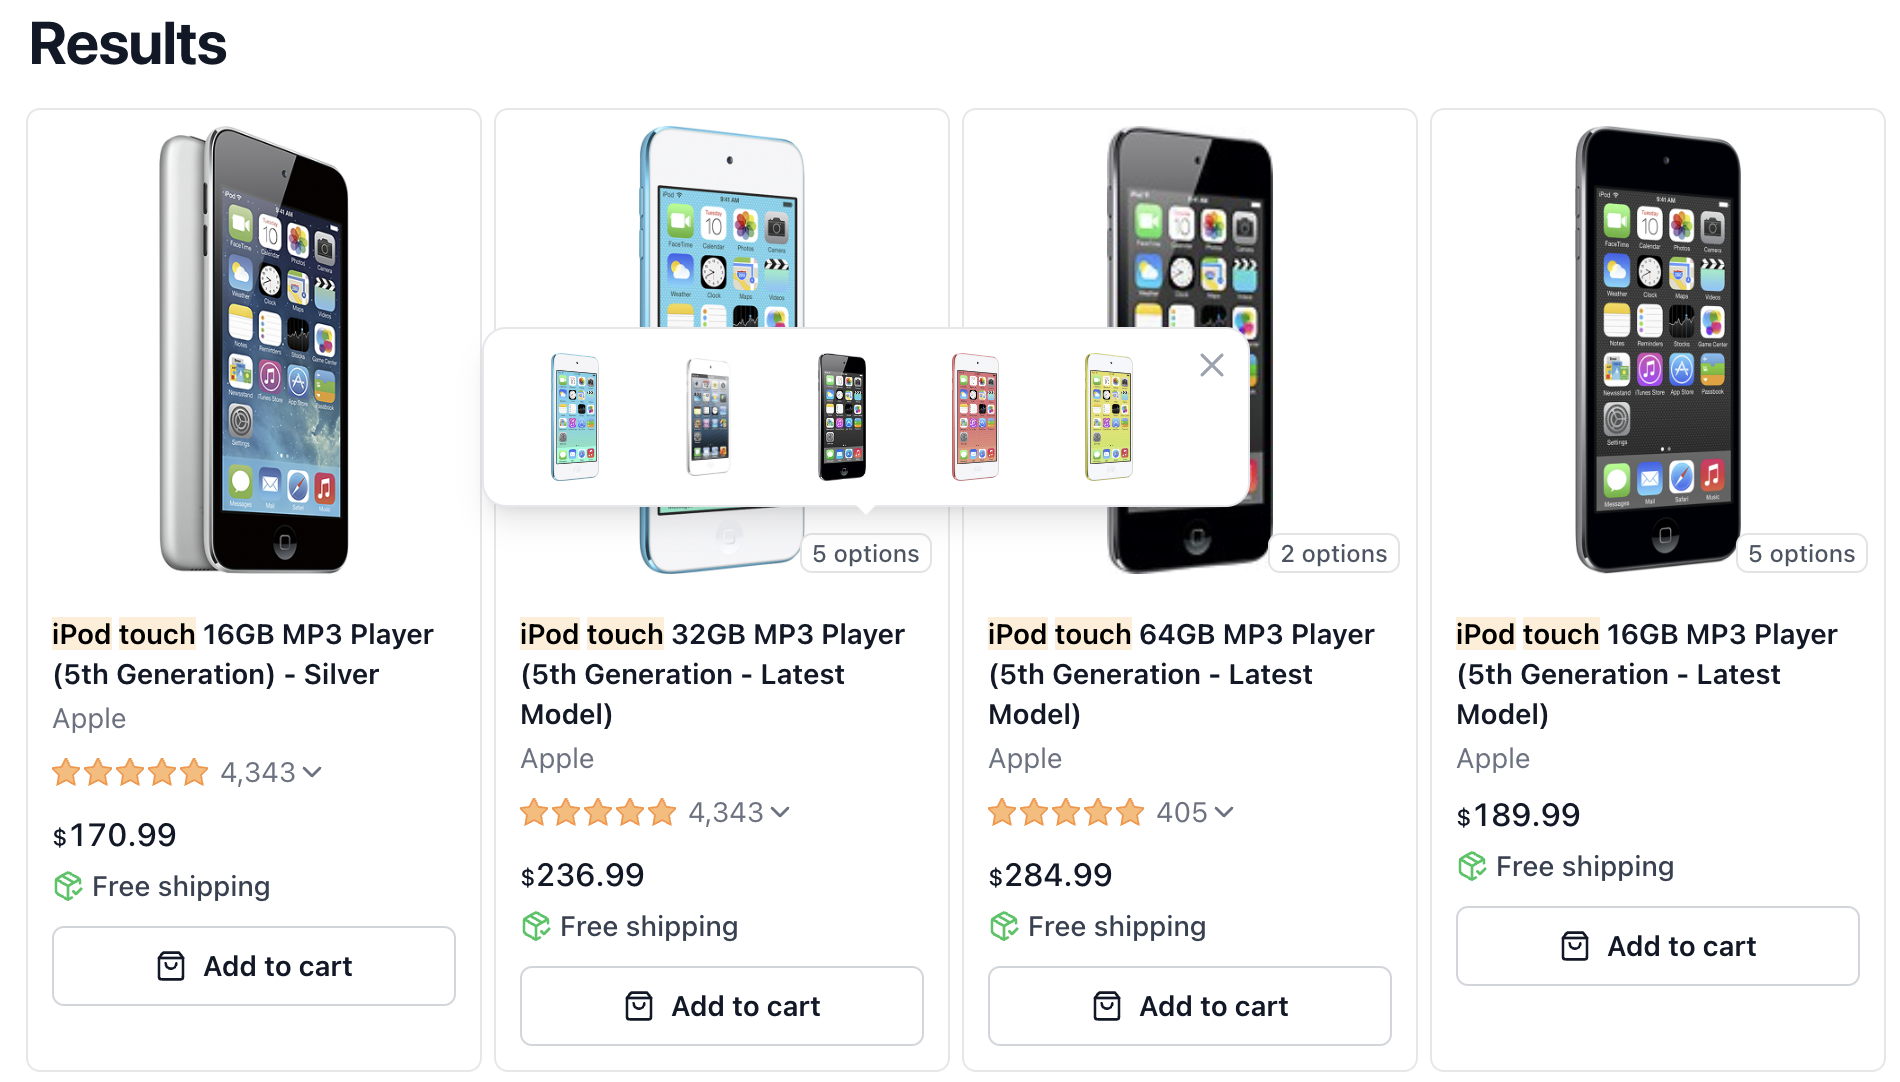 Results
5 options
2 options
5 options
iPod touch 16GB MP3 Player
(5th Generation) - Silver
Apple
4,343
$170.99
Free shipping
Add to cart
iPod touch 32GB MP3 Player
(5th Generation - Latest
Model)
Apple
4,343
$236.99
Free shipping
Add to cart
iPod touch 64GB MP3 Player
(5th Generation - Latest
Model)
Apple
405
$284.99
Free shipping
Add to cart
iPod touch 16GB MP3 Player
(5th Generation - Latest
Model)
Apple
$189.99
Free shipping
Add to cart